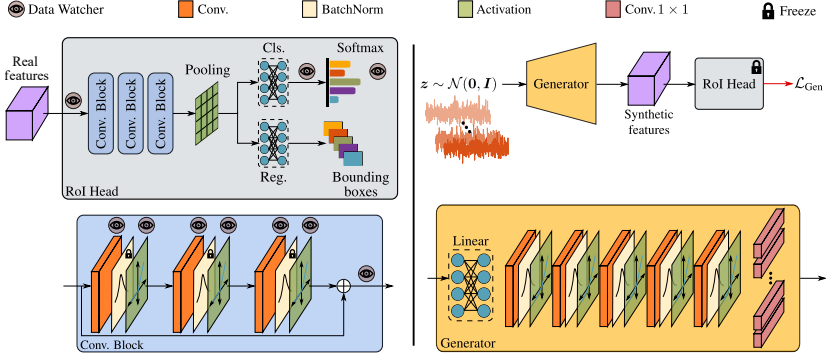 Data Watcher
Conv.
BatchNorm
Activation
Conv. 1 × 1
Freeze
Real
features
Conv. Block
Conv. Block
Conv. Block
Pooling
Cls.
Softmax
Reg.
Bounding
boxes
RoI Head
z ∼ 𝒩(0, I)
Generator
Synthetic
features
RoI Head
ℒGen
Conv. Block
Linear
Generator